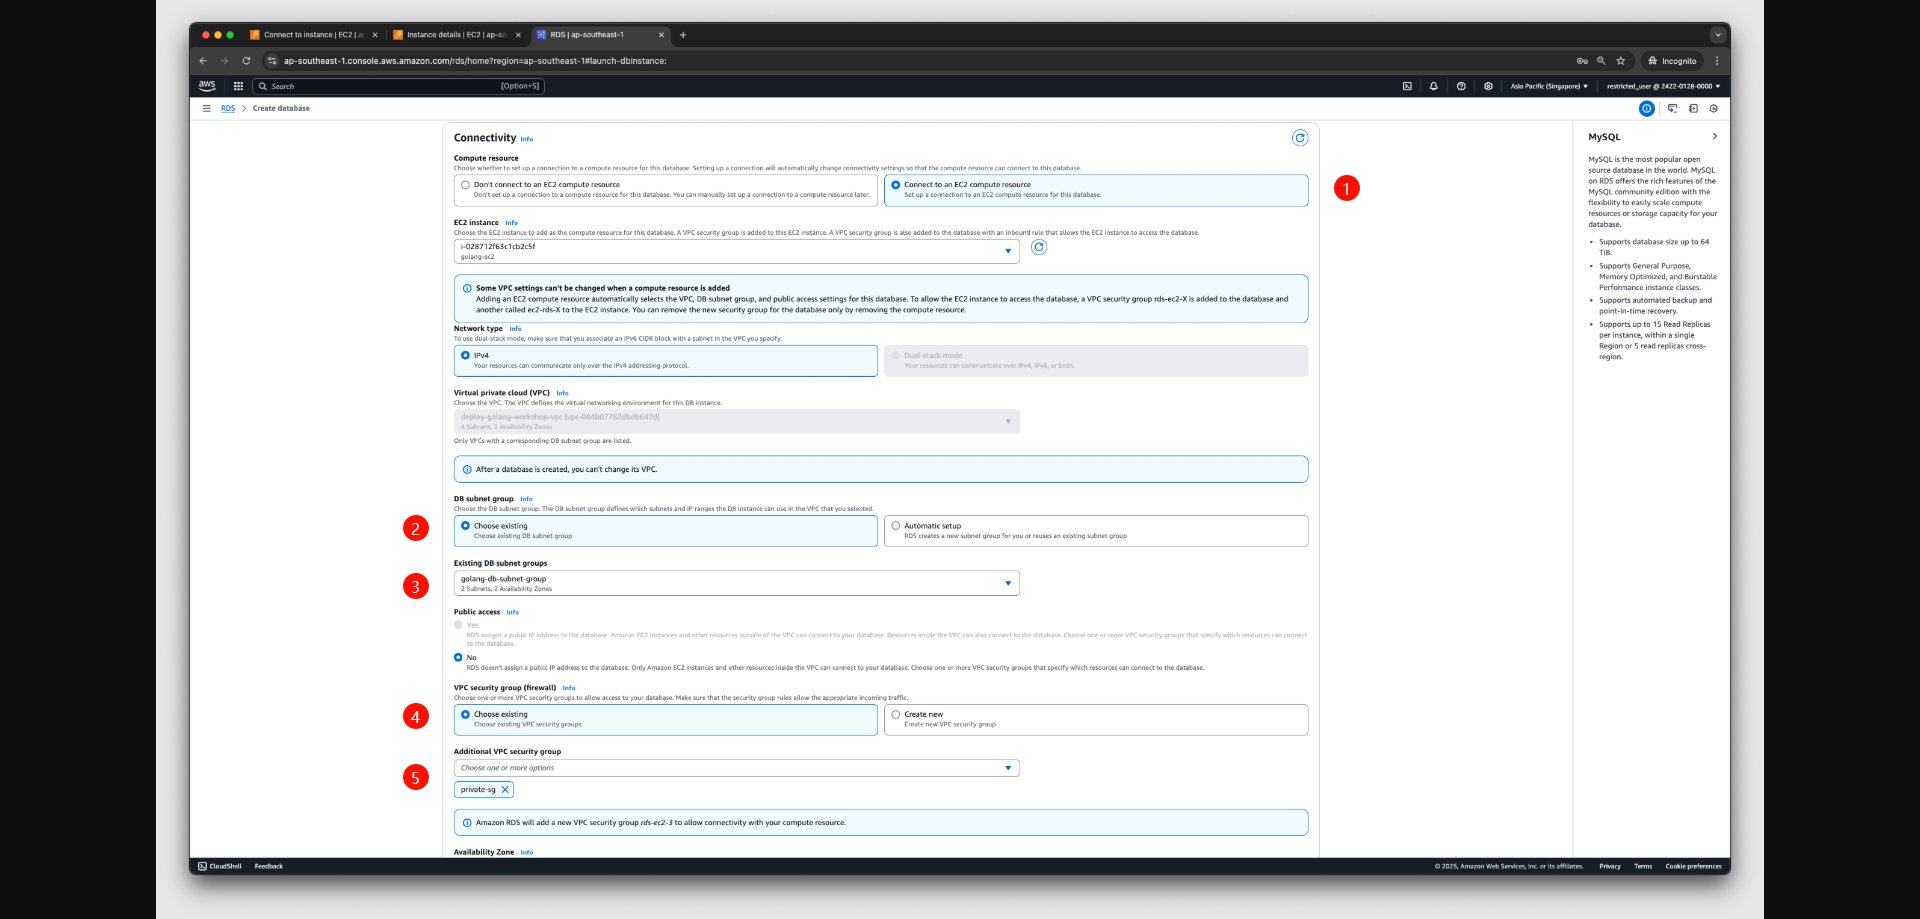 Connect to instance | EC2 | a
Instance details | EC2 | ap-so
RDS | ap-southeast-1
ap-southeast-1.console.aws.amazon.com/rds/home?region=ap-southeast-1#launch-dbinstance:
Incognito
aws
Search
[Option+S]
Asia Pacific (Singapore)
restricted_user @ 2422-0128-0000
RDS
Create database
Connectivity Info
Compute resource
Choose whether to set up a connection to a compute resource for this database. Setting up a connection will automatically change connectivity settings so that the compute resource can connect to this database.
Don't connect to an EC2 compute resource
Don't set up a connection to a compute resource for this database. You can manually set up a connection to a compute resource later.
Connect to an EC2 compute resource
Set up a connection to an EC2 compute resource for this database.
1
EC2 instance Info
Choose the EC2 instance to add as the compute resource for this database. A VPC security group is added to this EC2 instance. A VPC security group is also added to the database with an inbound rule that allows the EC2 instance to access the database.
i-028712f63c1cb2c5f
golang-ec2
Some VPC settings can't be changed when a compute resource is added
Adding an EC2 compute resource automatically selects the VPC, DB subnet group, and public access settings for this database. To allow the EC2 instance to access the database, a VPC security group rds-ec2-X is added to the database and
another called ec2-rds-X to the EC2 instance. You can remove the new security group for the database only by removing the compute resource.
Network type Info
To use dual-stack mode, make sure that you associate an IPv6 CIDR block with a subnet in the VPC you specify.
IPv4
Your resources can communicate only over the IPv4 addressing protocol.
Dual-stack mode
Your resources can communicate over IPv4, IPv6, or both.
Virtual private cloud (VPC) Info
Choose the VPC. The VPC defines the virtual networking environment for this DB instance.
deploy-golang-workshop-vpc (vpc-084b07782dbdb647d)
4 Subnets, 2 Availability Zones
Only VPCs with a corresponding DB subnet group are listed.
After a database is created, you can't change its VPC.
DB subnet group Info
Choose the DB subnet group. The DB subnet group defines which subnets and IP ranges the DB instance can use in the VPC that you selected.
2
Choose existing
Choose existing DB subnet group
Automatic setup
RDS creates a new subnet group for you or reuses an existing subnet group
Existing DB subnet groups
3
golang-db-subnet-group
2 Subnets, 2 Availability Zones
Public access Info
Yes
RDS assigns a public IP address to the database. Amazon EC2 instances and other resources outside of the VPC can connect to your database. Resources inside the VPC can also connect to the database. Choose one or more VPC security groups that specify which resources can connect
to the database.
No
RDS doesn't assign a public IP address to the database. Only Amazon EC2 instances and other resources inside the VPC can connect to your database. Choose one or more VPC security groups that specify which resources can connect to the database.
VPC security group (firewall) Info
Choose one or more VPC security groups to allow access to your database. Make sure that the security group rules allow the appropriate incoming traffic.
4
Choose existing
Choose existing VPC security groups
Create new
Create new VPC security group
Additional VPC security group
5
Choose one or more options
private-sg
Amazon RDS will add a new VPC security group rds-ec2-3 to allow connectivity with your compute resource.
Availability Zone Info
MySQL
MySQL is the most popular open
source database in the world. MySQL
on RDS offers the rich features of the
MySQL community edition with the
flexibility to easily scale compute
resources or storage capacity for your
database.
• Supports database size up to 64
TiB.
• Supports General Purpose,
Memory Optimized, and Burstable
Performance instance classes.
• Supports automated backup and
point-in-time recovery.
• Supports up to 15 Read Replicas
per instance, within a single
Region or 5 read replicas cross-
region.
CloudShell
Feedback
© 2025, Amazon Web Services, Inc. or its affiliates.
Privacy
Terms
Cookie preferences